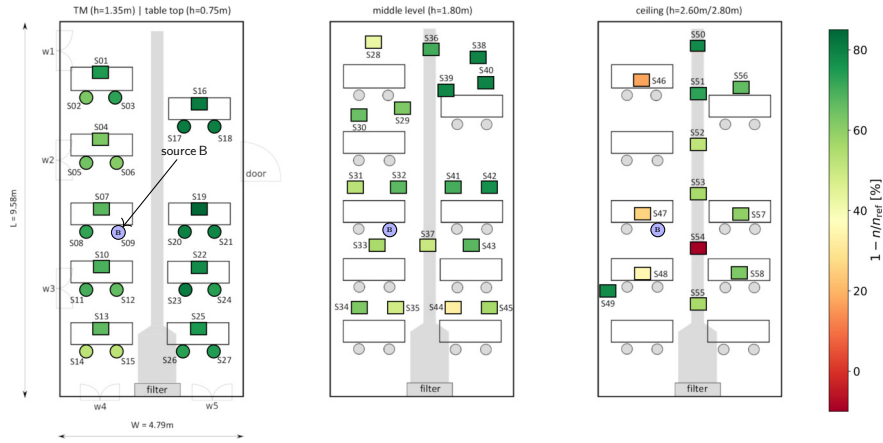 TM (h=1.35m) | table top (h=0.75m)
w1
S01
S02
S03
S16
S17
S18
S04
w2
S05
S06
source B
door
S07
S19
S08
B
S09
S20
S21
L = 9.58m
S10
S22
w3
S11
S12
S23
S24
S13
S25
S14
S15
S26
S27
filter
w4
w5
W = 4.79m
middle level (h=1.80m)
S28
S36
S38
S39
S40
S30
S29
S31
S32
S41
S42
B
S33
S37
S43
S34
S35
S44
S45
filter
ceiling (h=2.60m/2.80m)
S50
S46
S51
S56
S52
S53
S47
S57
B
S54
S48
S58
S49
S55
filter
80
60
40
20
0
1 − n/nref [%]